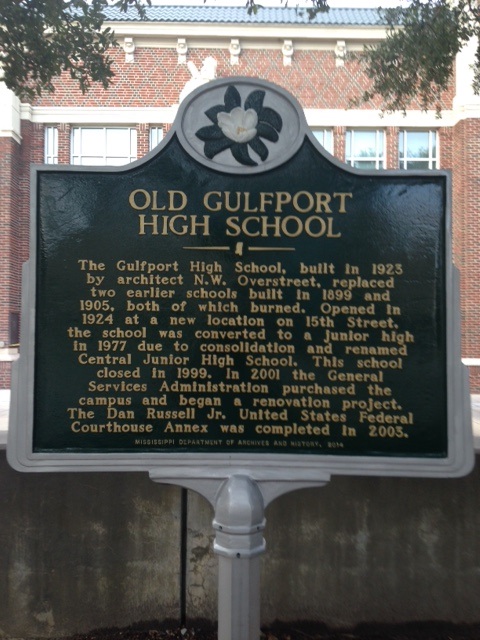 OLD GULFPORT
HIGH SCHOOL
The Gulfport High School, built in 1923
by architect N.W. Overstreet, replaced
two earlier schools built in 1899 and
1905, both of which burned. Opened in
1924 at a new location on 15th Street,
the school was converted to a junior high
in 1977 due to consolidation and renamed
Central Junior High School. This school
closed in 1999. In 2001 the General
Services Administration purchased the
campus and began a renovation project.
The Dan Russell Jr. United States Federal
Courthouse Annex was completed in 2003.
MISSISSIPPI DEPARTMENT OF ARCHIVES AND HISTORY, 2014